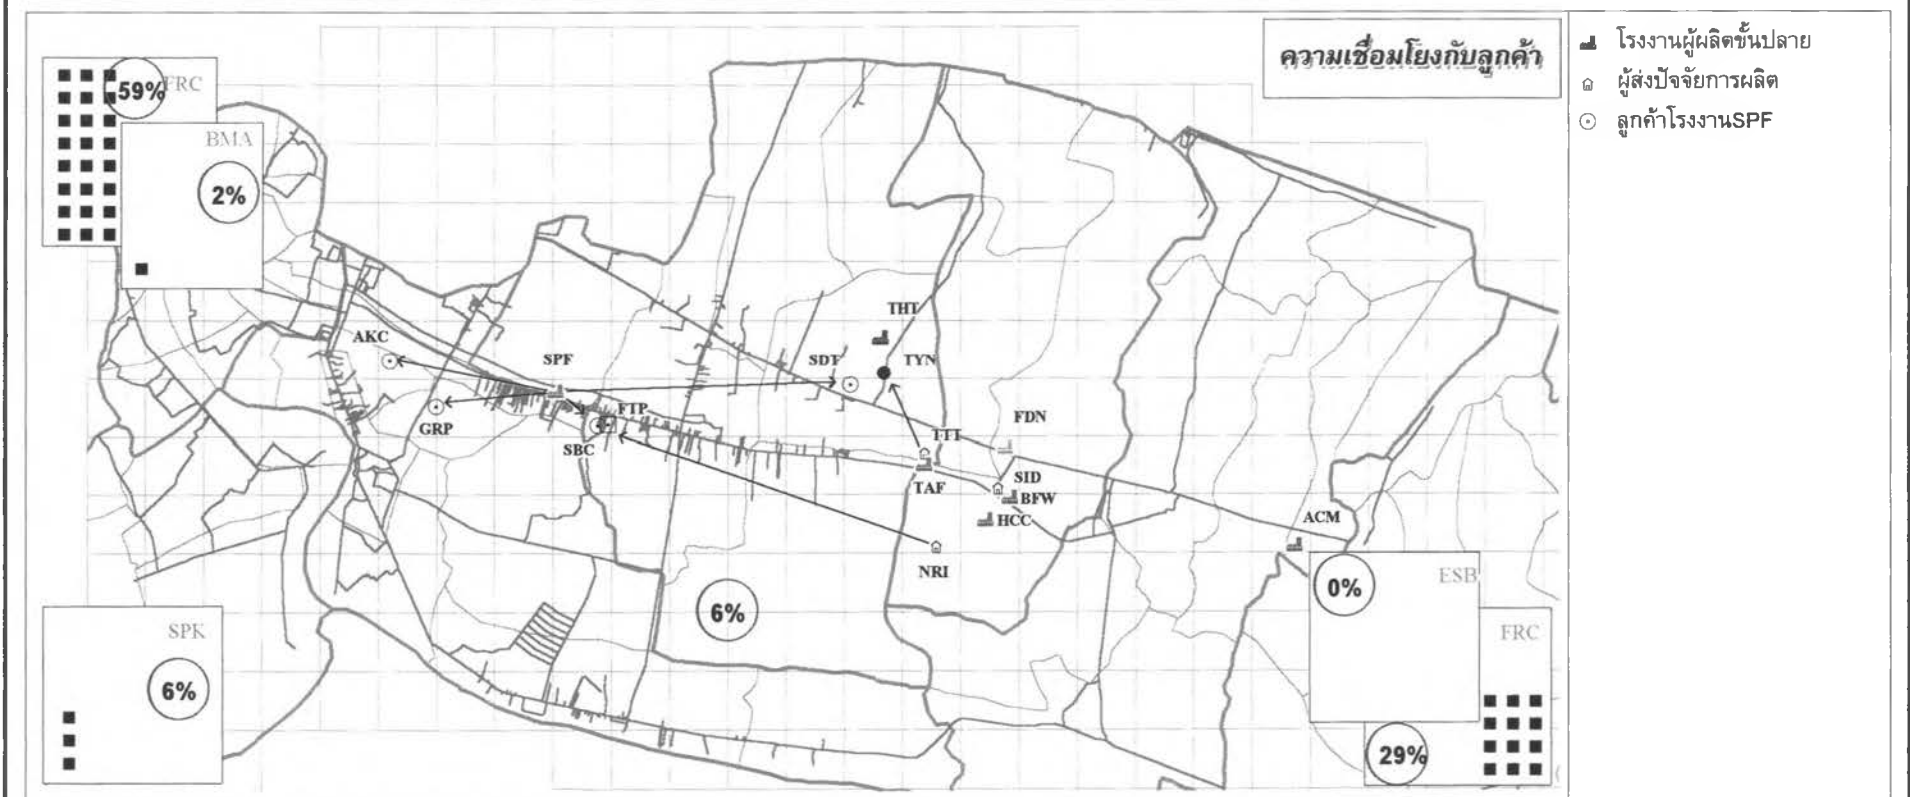 ความเชื่อมโยงกับลูกค้า
โรงงานผู้ผลิตขั้นปลาย
ผู้ส่งปัจจัยการผลิต
ลูกค้าโรงงานSPF
59%
FRC
BMA
2%
THT
AKC
SPF
SDT
TYN
GRP
FTP
FDN
SBC
TTT
TAF
SID
BFW
HCC
ACM
NRI
0%
ESB
6%
SPK
FRC
6%
29%